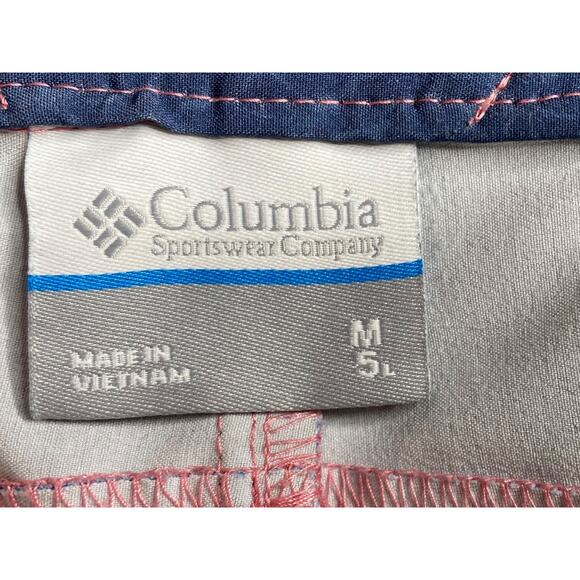 Columbia
Sportswear Company
M
5L
MADE IN
VIETNAM